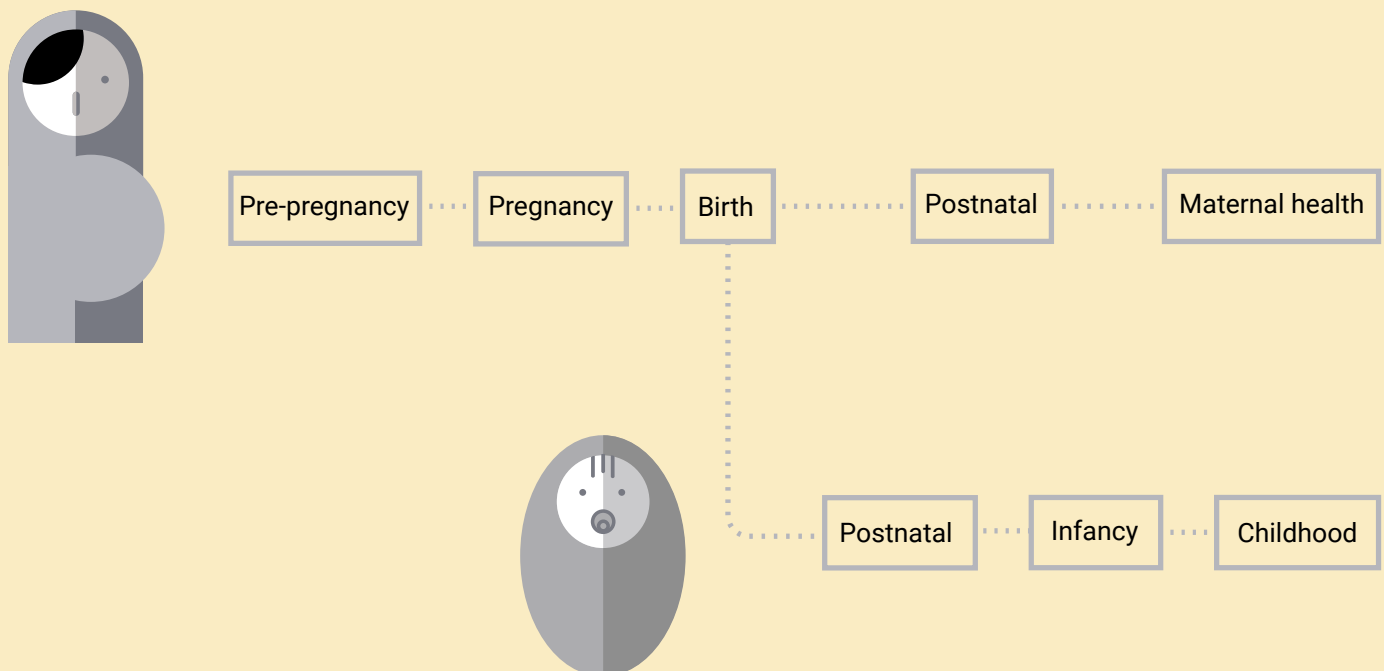 Pre-pregnancy
Pregnancy
Birth
Postnatal
Maternal health
Postnatal
Infancy
Childhood